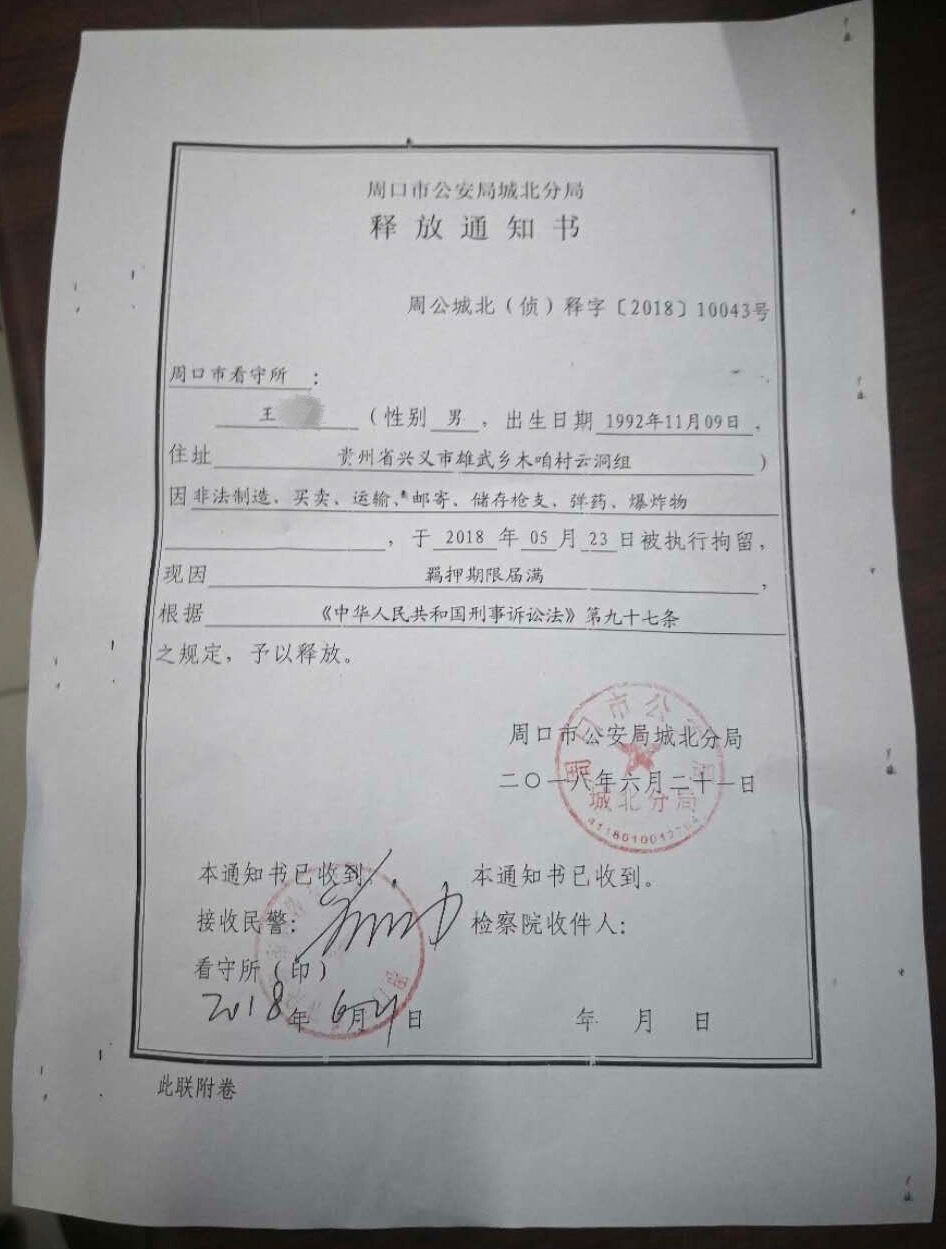 周口市公安局城北分局
释放通知书
周公城北（侦）释字〔2018〕10043号
周口市看守所：
王（性别 男，出生日期 1992年11月09日，
住址 贵州省兴义市雄武乡木咱村云洞组）
因非法制造、买卖、运输、邮寄、储存枪支、弹药、爆炸物
，于 2018 年 05 月 23 日被执行拘留，
现因 羁押期限届满，
根据 《中华人民共和国刑事诉讼法》第九十七条
之规定，予以释放。
周口市公安局城北分局
二〇一八年六月二十一日
城北分局
本通知书已收到。 本通知书已收到。
接收民警： 检察院收件人：
看守所（印）
2018年6月21日 年 月 日
此联附卷